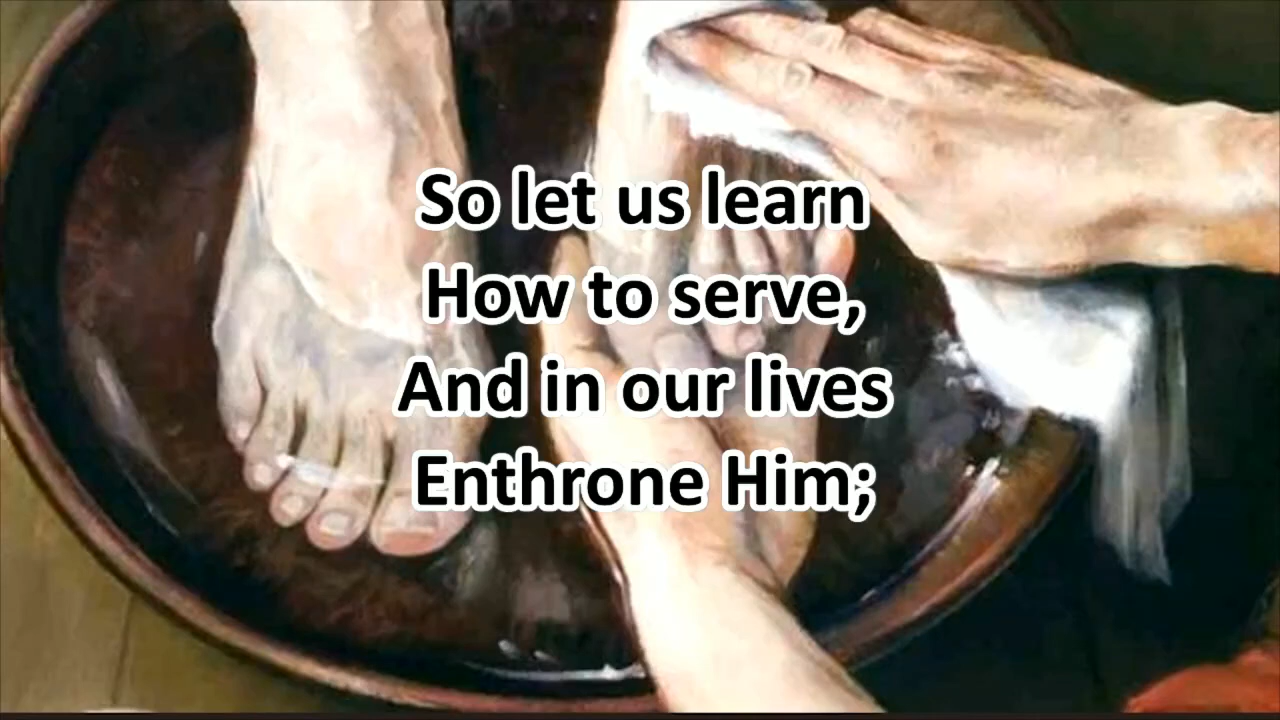 So let us learn
How to serve,
And in our lives
Enthrone Him;